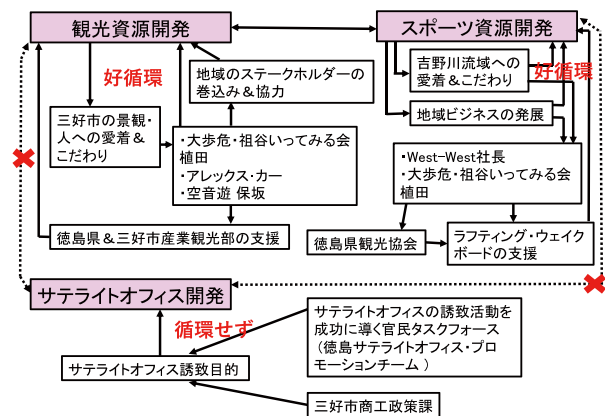 観光資源開発
スポーツ資源開発
好循環
地域のステークホルダーの
巻込み＆協力
吉野川流域への
愛着＆こだわり
好循環
地域ビジネスの発展
三好市の景観・
人への愛着＆
こだわり
・大歩危・祖谷いってみる会
植田
・アレックス・カー
・空音遊 保坂
・West-West社長
・大歩危・祖谷いってみる会
植田
徳島県＆三好市産業観光部の支援
徳島県観光協会
ラフティング・ウェイク
ボードの支援
サテライトオフィス開発
循環せず
サテライトオフィスの誘致活動を
成功に導く官民タスクフォース
（徳島サテライトオフィス・プロ
モーションチーム ）
サテライトオフィス誘致目的
三好市商工政策課